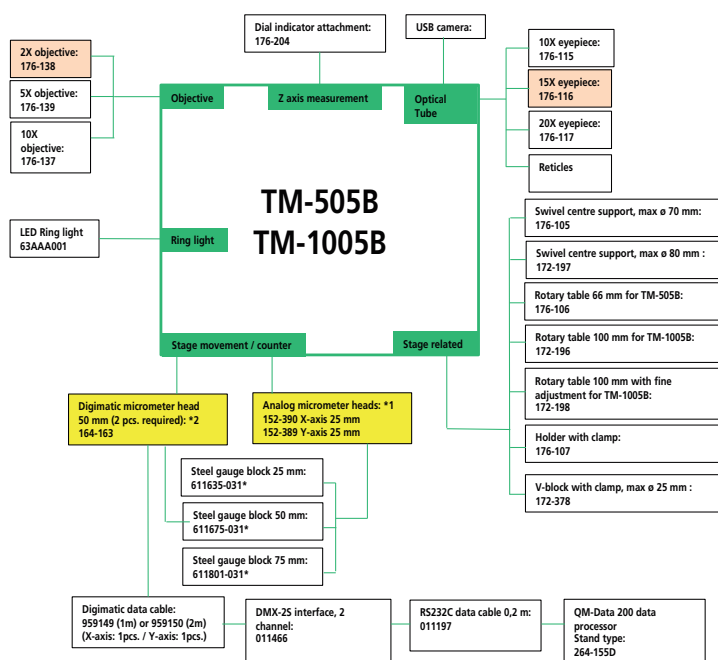 Dial indicator attachment:
176-204
USB camera:
2X objective:
176-138
5X objective:
176-139
10X
objective:
176-137
10X eyepiece:
176-115
15X eyepiece:
176-116
20X eyepiece:
176-117
Reticles
Objective
Z axis measurement
Optical
Tube
TM-505B
TM-1005B
LED Ring light
63AAA001
Ring light
Stage movement / counter
Stage related
Swivel centre support, max ø 70 mm:
176-105
Swivel centre support, max ø 80 mm :
172-197
Rotary table 66 mm for TM-505B:
176-106
Rotary table 100 mm for TM-1005B:
172-196
Rotary table 100 mm with fine
adjustment for TM-1005B:
172-198
Holder with clamp:
176-107
V-block with clamp, max ø 25 mm :
172-378
Digimatic micrometer head
50 mm (2 pcs. required): *2
164-163
Analog micrometer heads: *1
152-390 X-axis 25 mm
152-389 Y-axis 25 mm
Steel gauge block 25 mm:
611635-031*
Steel gauge block 50 mm:
611675-031*
Steel gauge block 75 mm:
611801-031*
Digimatic data cable:
959149 (1m) or 959150 (2m)
(X-axis: 1pcs. / Y-axis: 1pcs.)
DMX-2S interface, 2
channel:
011466
RS232C data cable 0,2 m:
011197
QM-Data 200 data
processor
Stand type:
264-155D